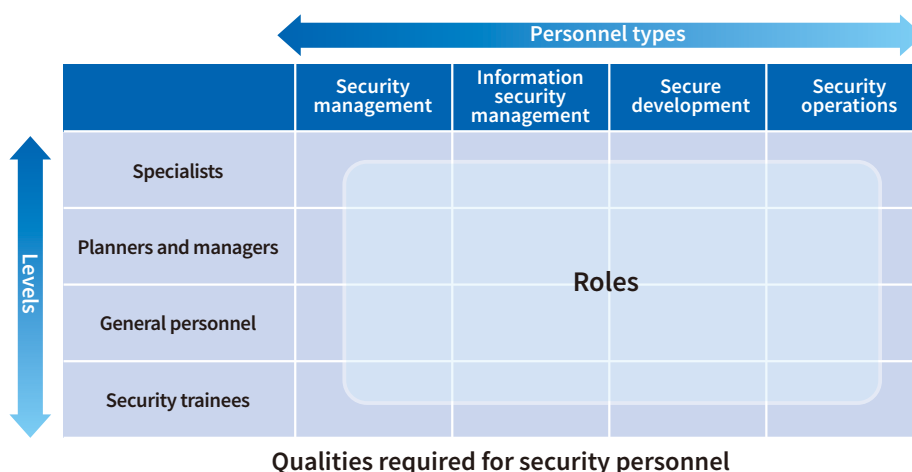 Personnel types
Security
management
Information
security
management
Secure
development
Security
operations
Levels
Specialists
Planners and managers
General personnel
Security trainees
Roles
Qualities required for security personnel